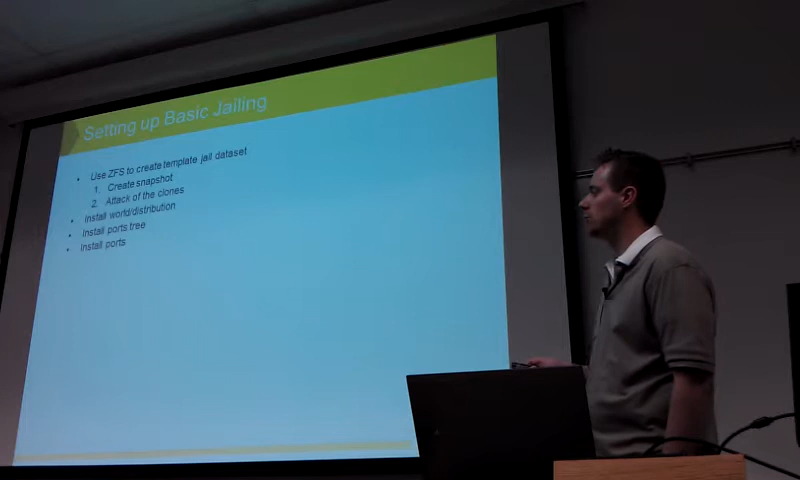 Setting up Basic Jailing
• Use ZFS to create template jail dataset
1. Create snapshot
2. Attack of the clones
• Install world/distribution
• Install ports tree
• Install ports